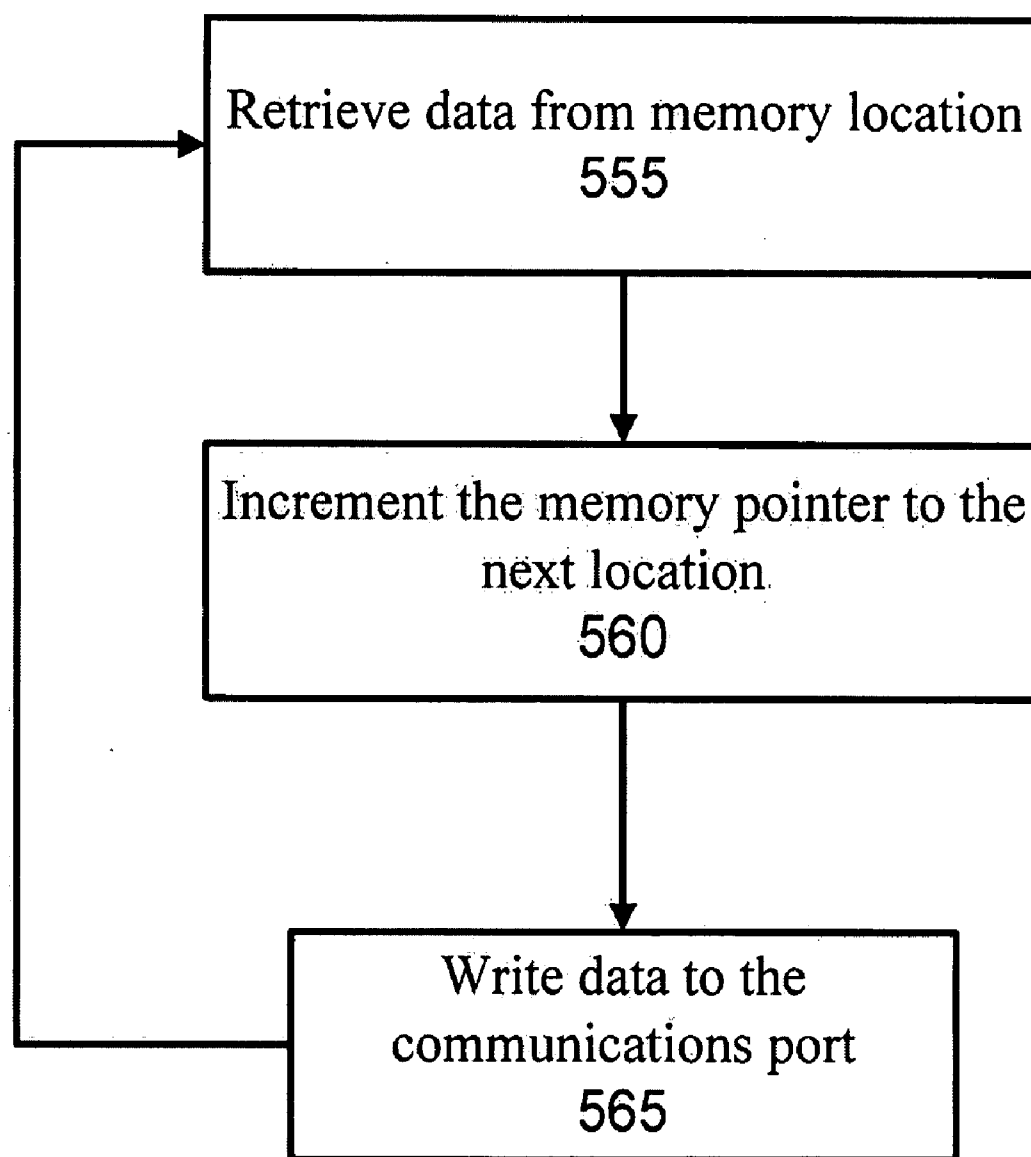 Retrieve data from memory location
555
Increment the memory pointer to the
next location
560
Write data to the
communications port
565